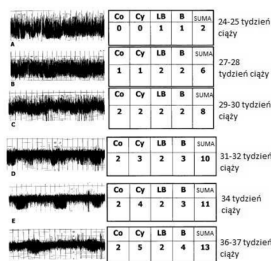 Co Cy LB B SUMA
0 0 1 1 2
24-25 tydzień
ciąży
A
Co Cy LB B SUMA
1 1 2 2 6
27-28
tydzień ciąży
B
Co Cy LB B SUMA
2 2 2 2 8
29-30 tydzień
ciąży
C
Co Cy LB B SUMA
2 3 2 3 10
31-32 tydzień
ciąży
D
Co Cy LB B SUMA
2 4 2 3 11
34 tydzień
ciąży
E
Co Cy LB B SUMA
2 5 2 4 13
36-37 tydzień
ciąży